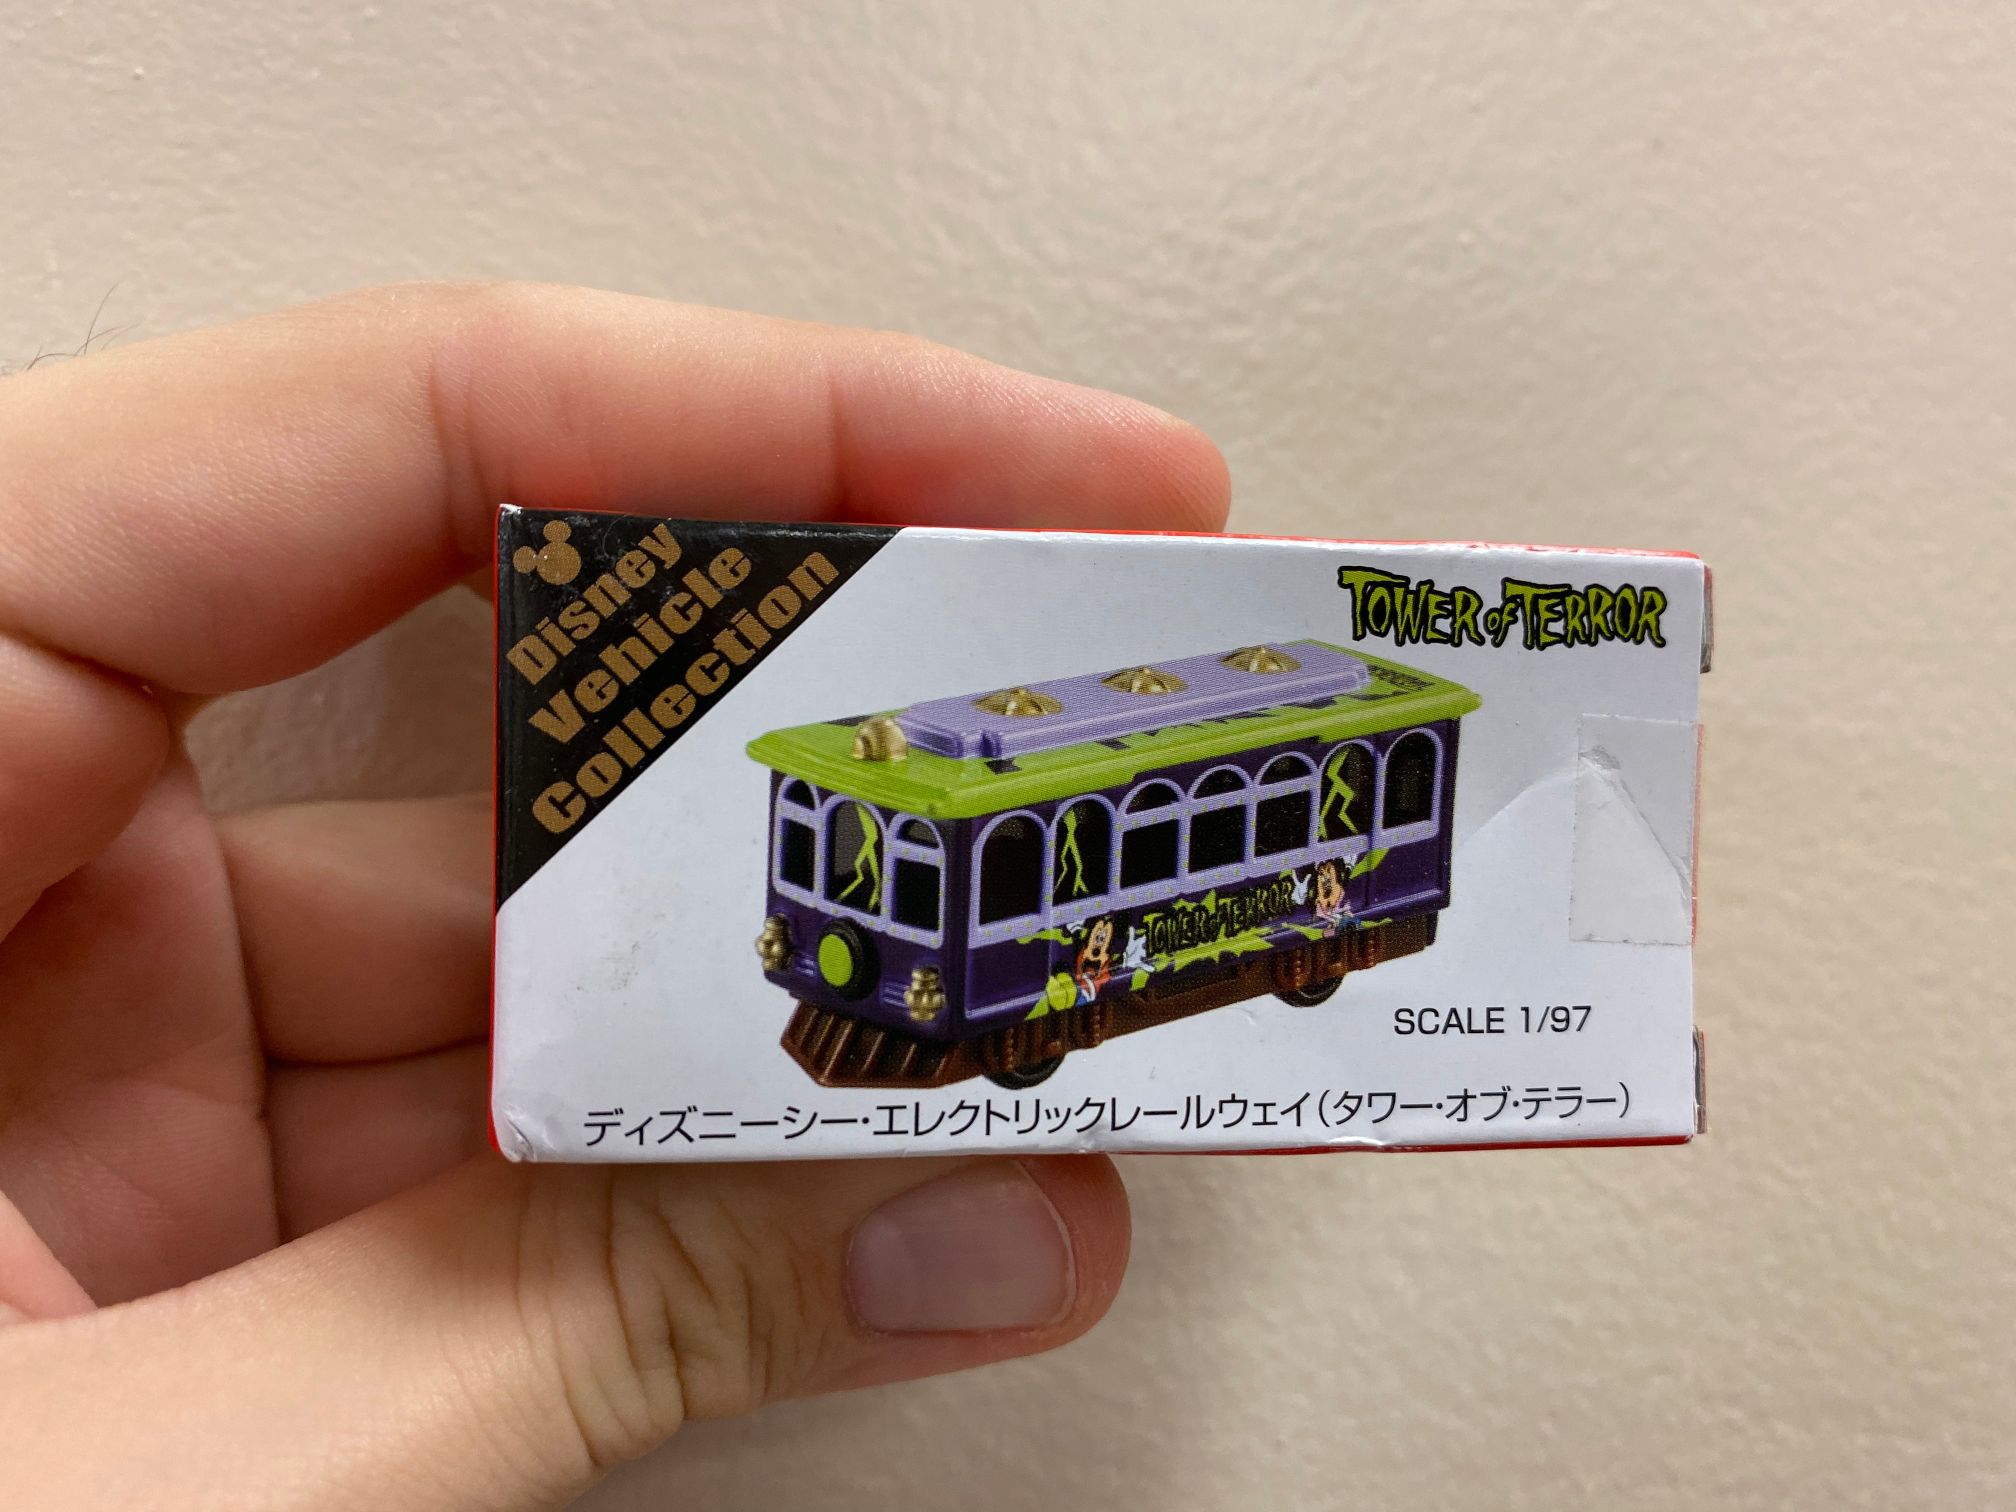 Disney
Vehicle
Collection
TOWER of TERROR
TOWER of TERROR
SCALE 1/97
ディズニーシー・エレクトリックレールウェイ(タワー・オブ・テラー)